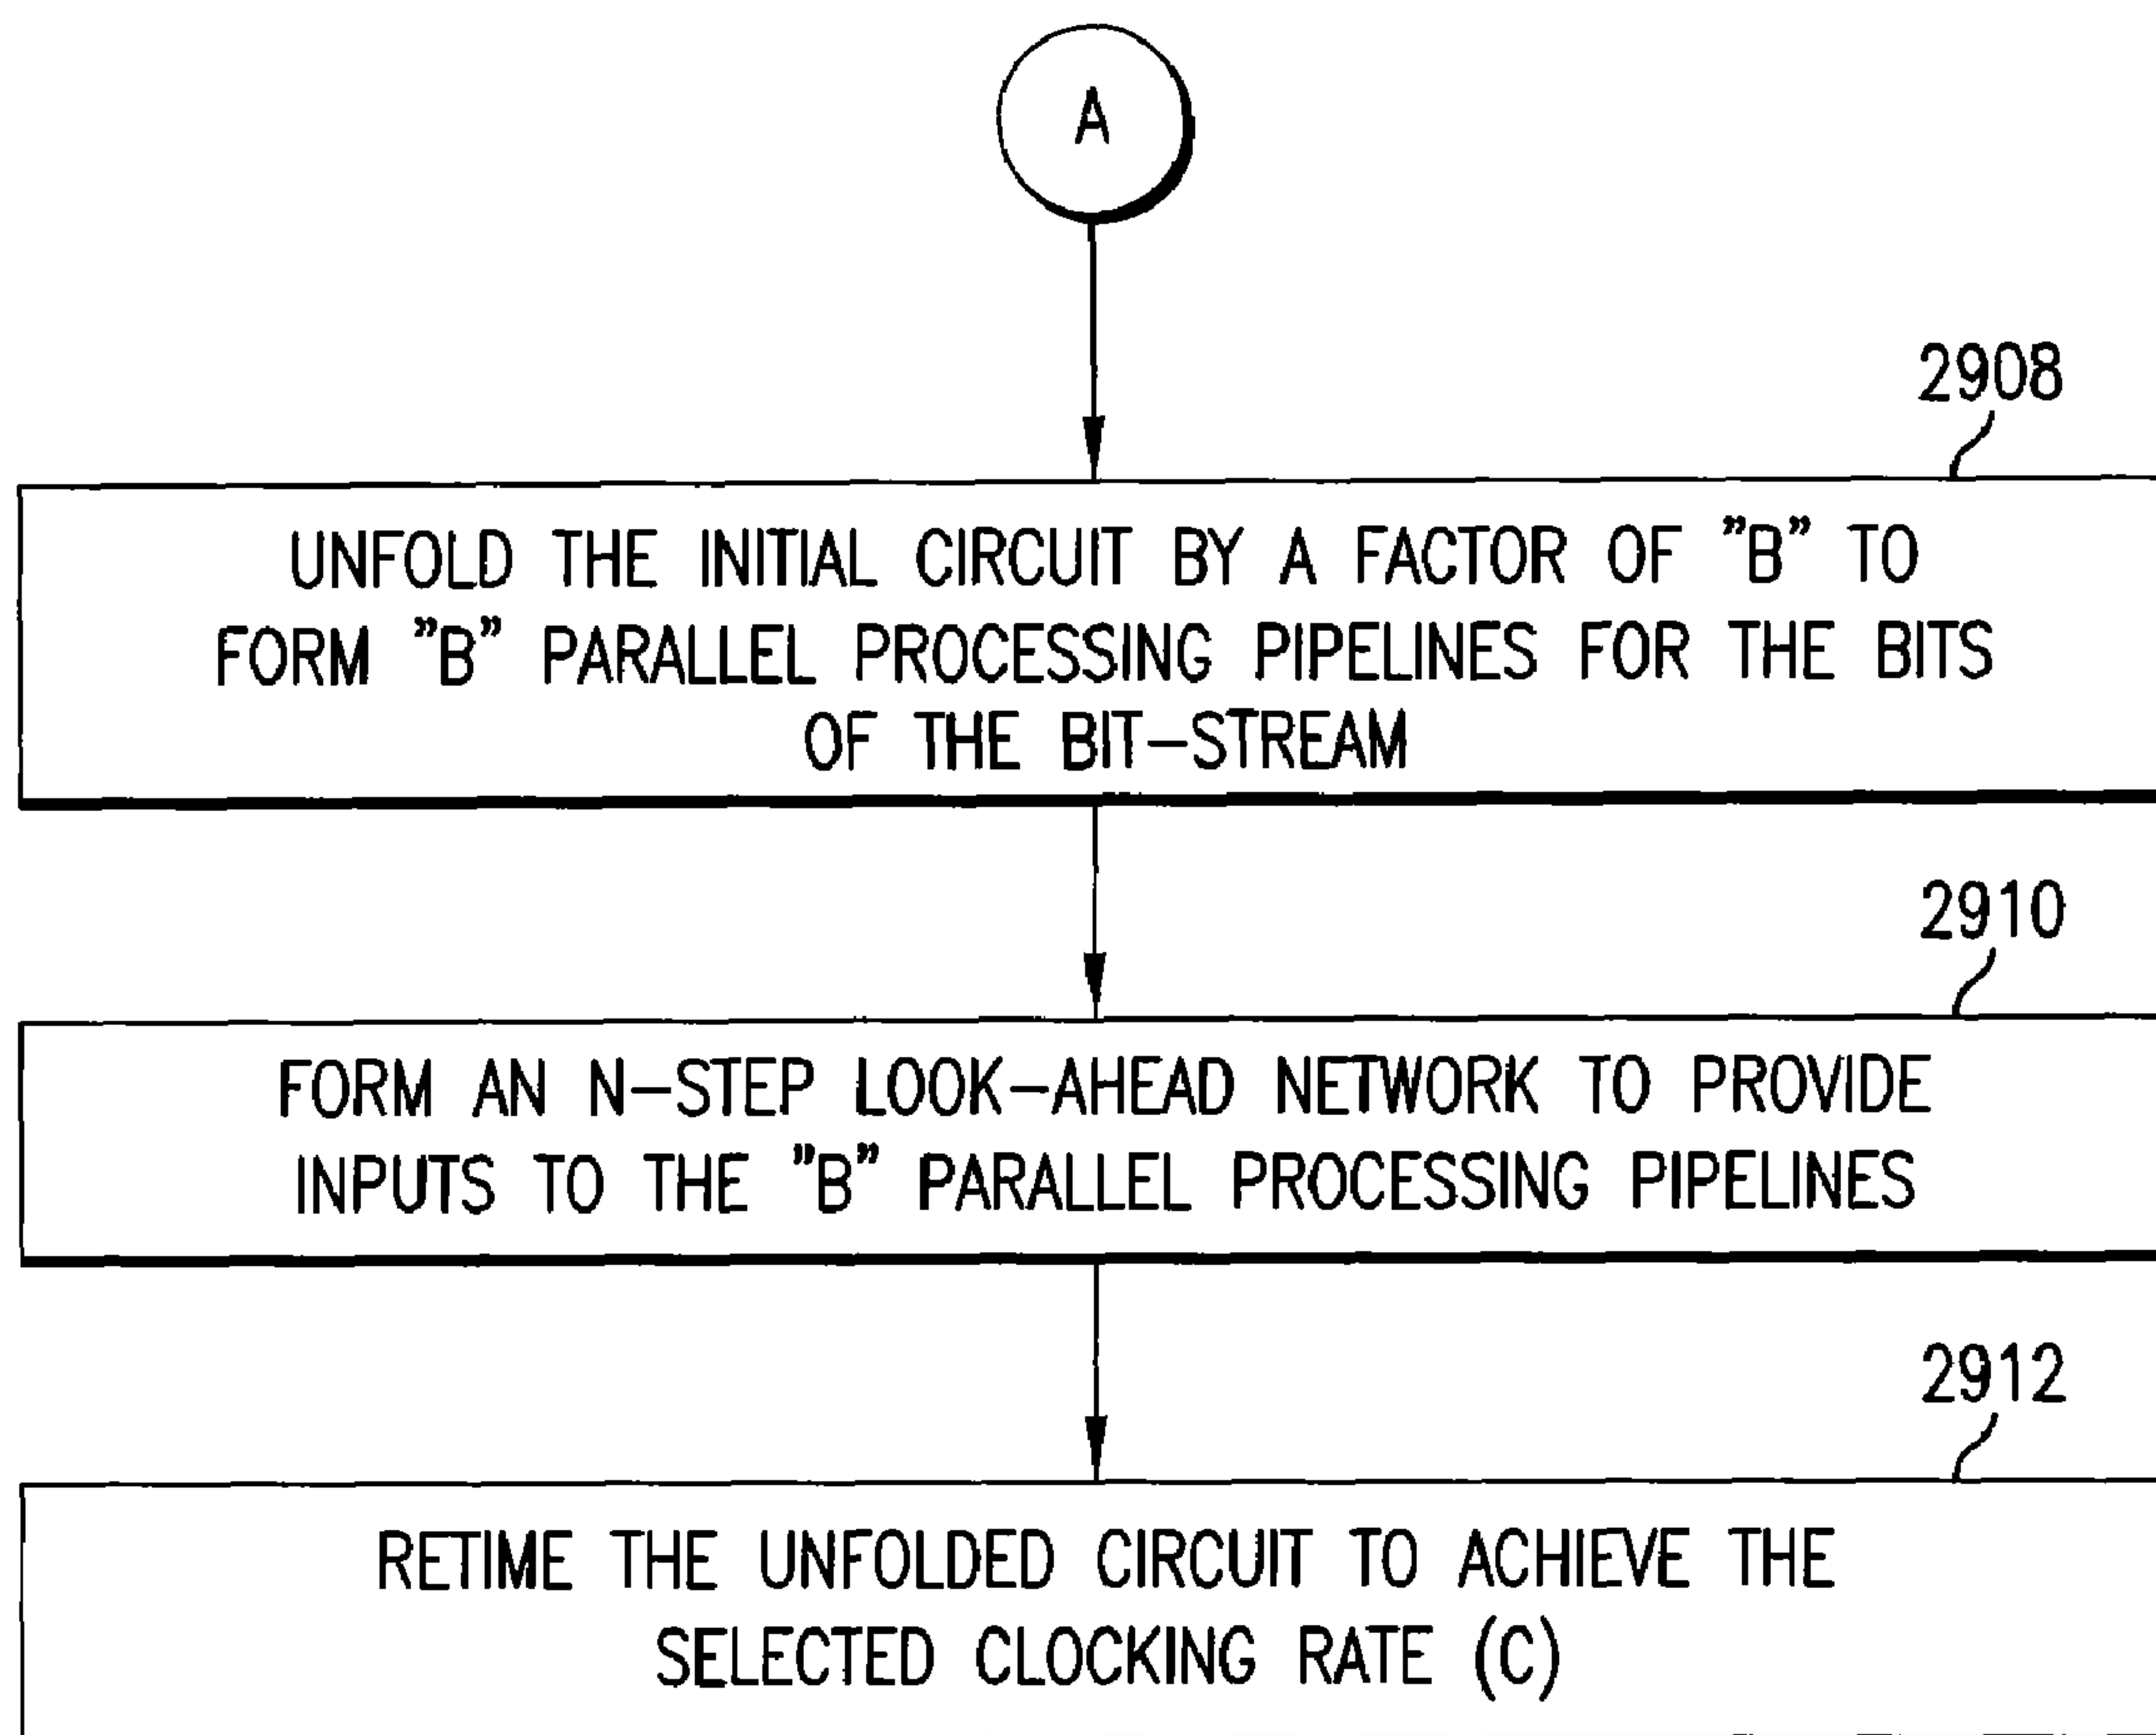 A
2908
UNFOLD THE INITIAL CIRCUIT BY A FACTOR OF ”B” TO
FORM ”B” PARALLEL PROCESSING PIPELINES FOR THE BITS
OF THE BIT–STREAM
2910
FORM AN N–STEP LOOK–AHEAD NETWORK TO PROVIDE
INPUTS TO THE ”B” PARALLEL PROCESSING PIPELINES
2912
RETIME THE UNFOLDED CIRCUIT TO ACHIEVE THE
SELECTED CLOCKING RATE (C)